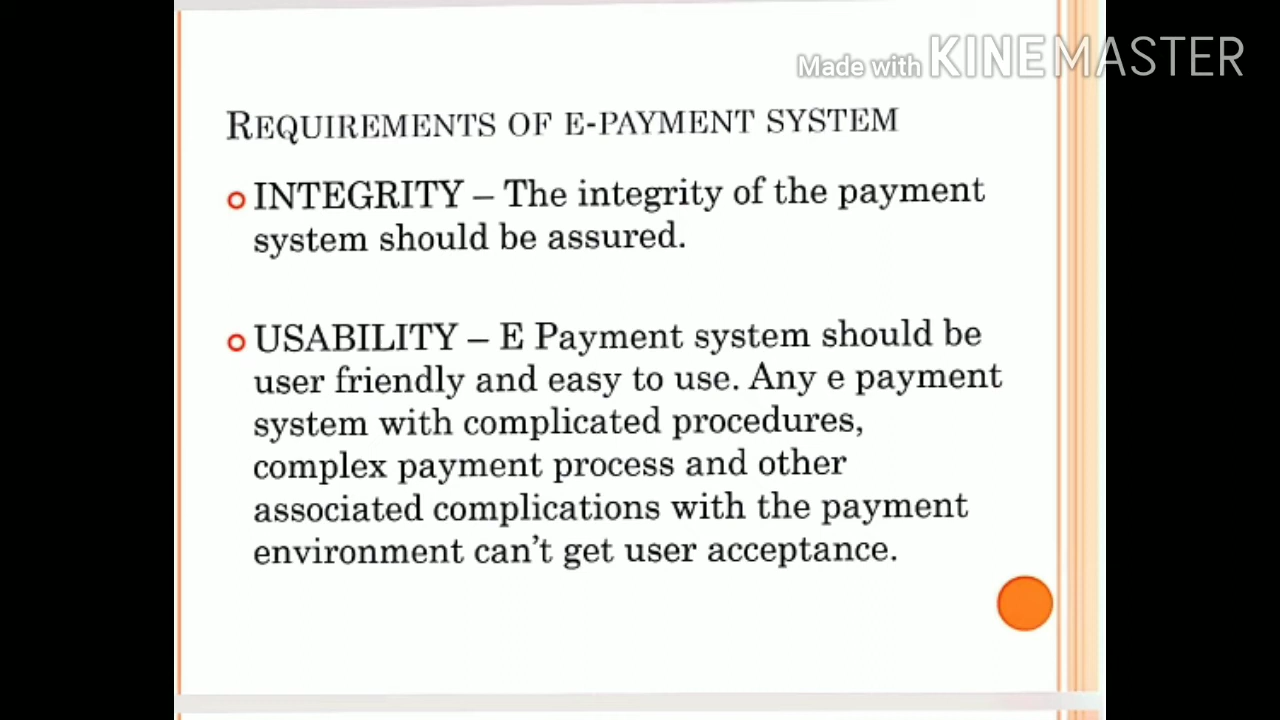 Made with KINEMASTER
REQUIREMENTS OF E-PAYMENT SYSTEM
INTEGRITY – The integrity of the payment
system should be assured.
USABILITY – E Payment system should be
user friendly and easy to use. Any e payment
system with complicated procedures,
complex payment process and other
associated complications with the payment
environment can't get user acceptance.